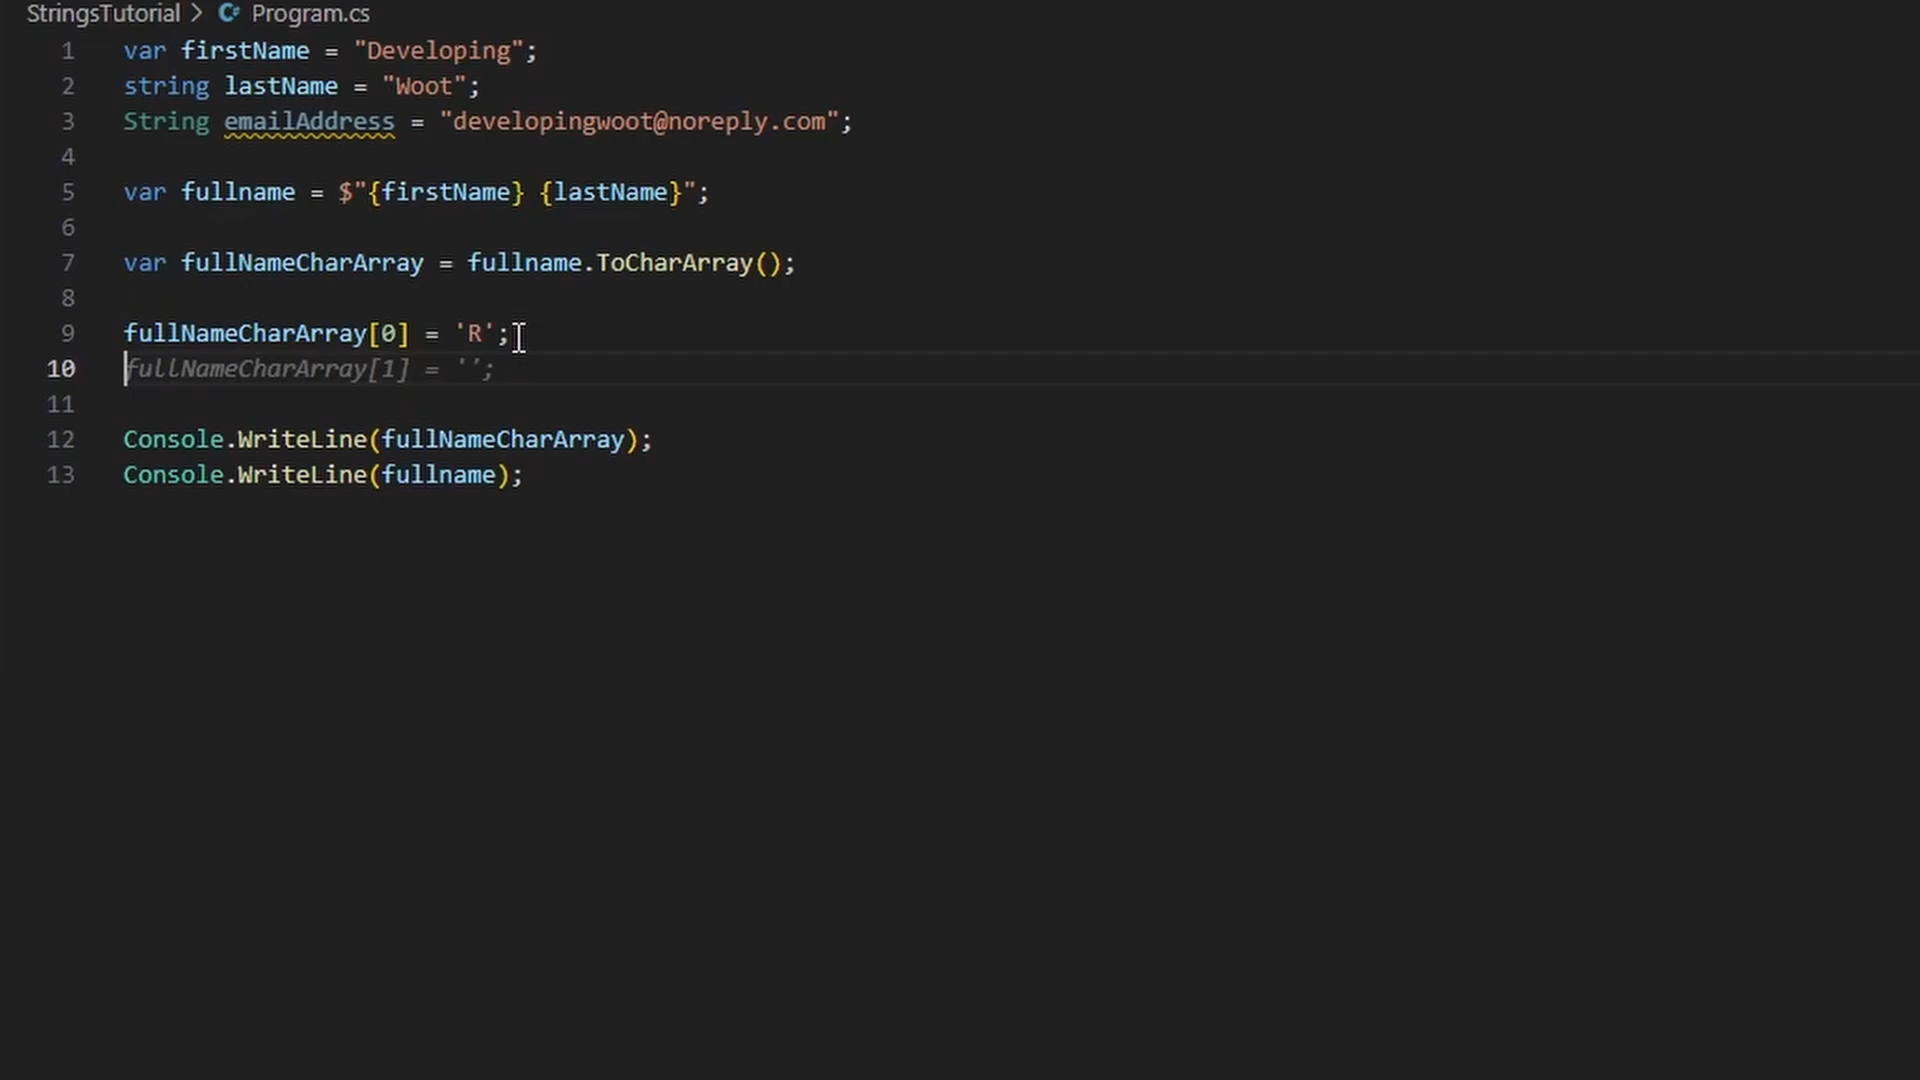 StringsTutorial > C# Program.cs
1 var firstName = "Developing";
2 string lastName = "Woot";
3 String emailAddress = "developingwoot@noreply.com";
4
5 var fullname = $"{firstName} {lastName}";
6
7 var fullNameCharArray = fullname.ToCharArray();
8
9 fullNameCharArray[0] = 'R';
10 fullNameCharArray[1] = '';
11
12 Console.WriteLine(fullNameCharArray);
13 Console.WriteLine(fullname);